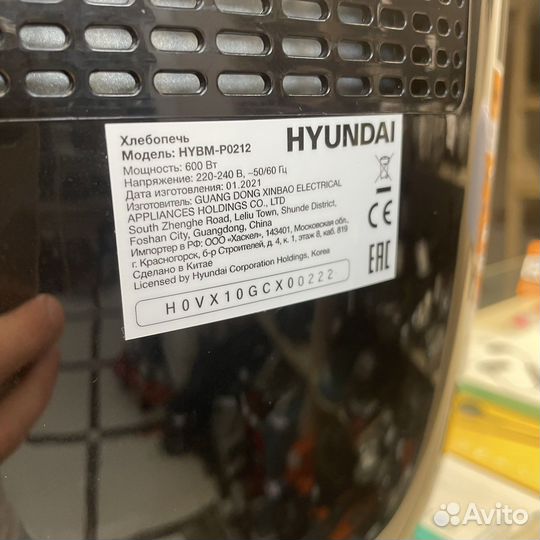 Хлебопечь
HYUNDAI
Модель: HYBM-P0212
Мощность: 600 Вт
Напряжение: 220-240 В, ~50/60 Гц
Дата изготовления: 01.2021
Изготовитель: GUANG DONG XINBAO ELECTRICAL
APPLIANCES HOLDINGS CO., LTD
South Zhenghe Road, Leliu Town, Shunde District,
Foshan City, Guangdong, China
Импортер в РФ: ООО «Хаскел», 143401, Московская обл.
г. Красногорск, б-р Строителей, д 4, к. 1, этаж 8, каб. 819
Сделано в Китае
Licensed by Hyundai Corporation Holdings, Korea
CE
EAC
H0VX10GCX00222
Avito